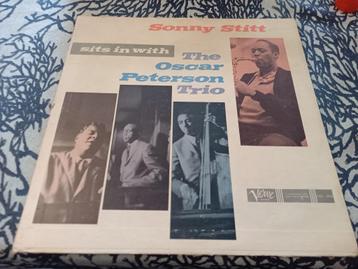 Sonny Stitt
sits in with
The
Oscar
Peterson
Trio
Verve